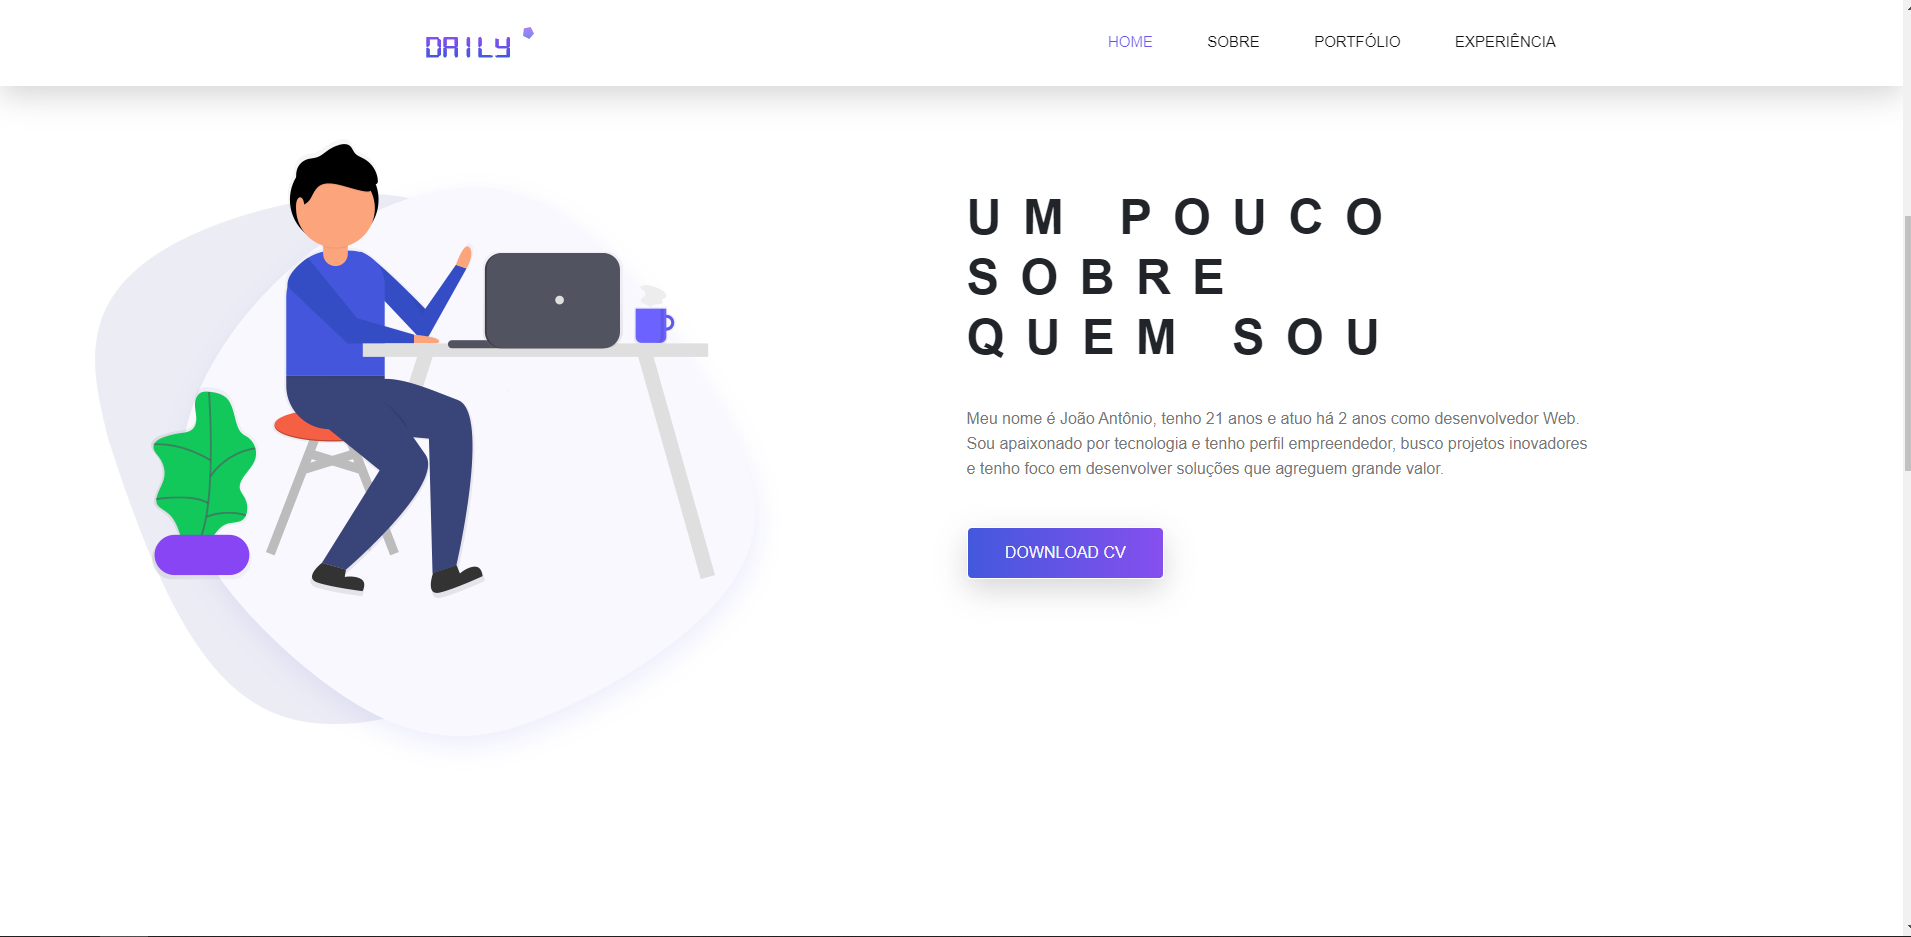 DAILY
HOME SOBRE PORTFÓLIO EXPERIÊNCIA
UM POUCO
SOBRE
QUEM SOU
Meu nome é João Antônio, tenho 21 anos e atuo há 2 anos como desenvolvedor Web.
Sou apaixonado por tecnologia e tenho perfil empreendedor, busco projetos inovadores
e tenho foco em desenvolver soluções que agreguem grande valor.
DOWNLOAD CV